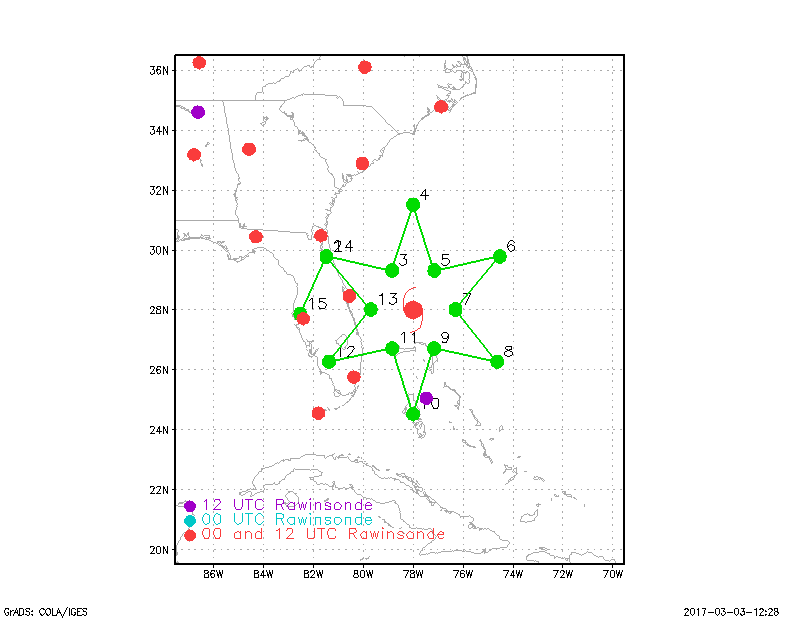 36N
34N
32N
30N
28N
26N
24N
22N
20N
4
6
14
3
5
15
13
7
11
9
12
8
10
12 UTC Rawinsonde
00 UTC Rawinsonde
00 and 12 UTC Rawinsonde
86W 84W 82W 80W 78W 76W 74W 72W 70W
GrADS: COLA/IGES 2017-03-03-12:28